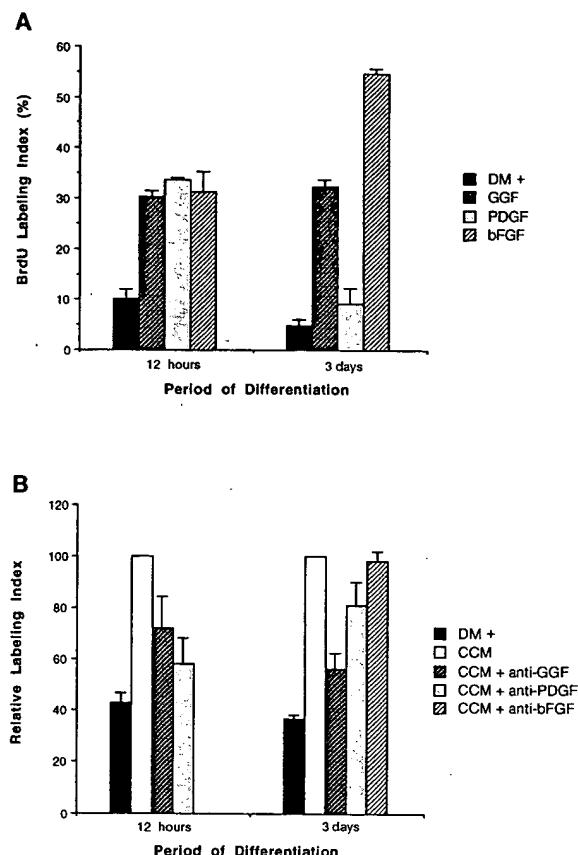 A
60
50
40
30
20
10
0
BrdU Labeling Index (%)
12 hours
3 days
Period of Differentiation
DM +
GGF
PDGF
bFGF
B
120
100
80
60
40
20
0
Relative Labeling Index
12 hours
3 days
Period of Differentiation
DM +
CCM
CCM + anti-GGF
CCM + anti-PDGF
CCM + anti-bFGF